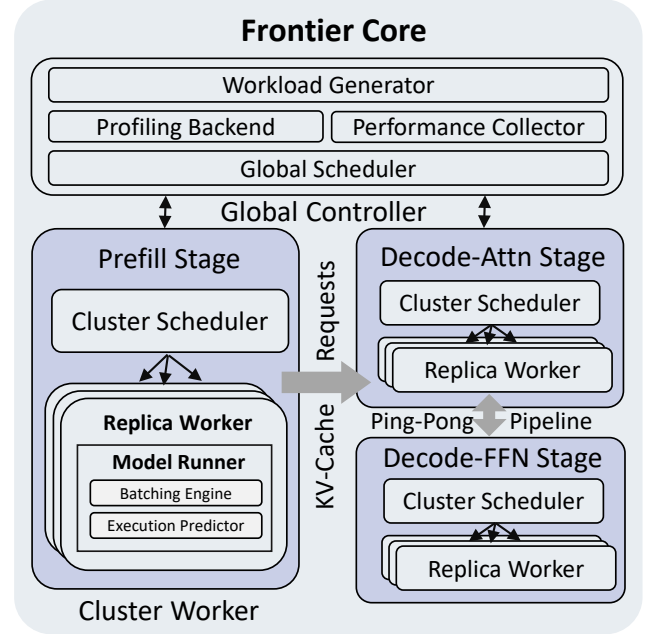 Frontier Core
Workload Generator
Profiling Backend
Performance Collector
Global Scheduler
Global Controller
Prefill Stage
Cluster Scheduler
Replica Worker
Model Runner
Batching Engine
Execution Predictor
Cluster Worker
KV-Cache Requests
Decode-Attn Stage
Cluster Scheduler
Replica Worker
Ping-Pong Pipeline
Decode-FFN Stage
Cluster Scheduler
Replica Worker